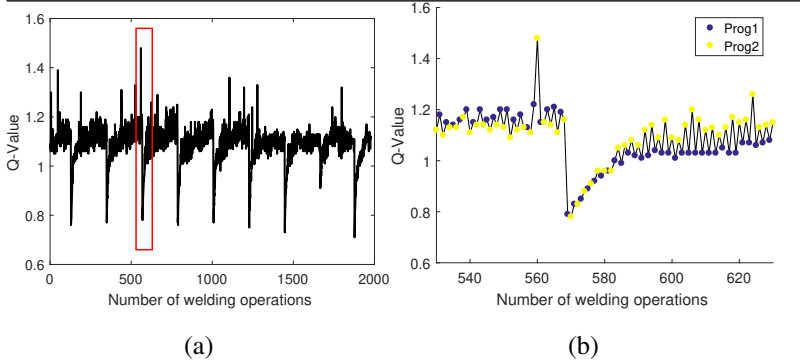 1.6
1.4
1.2
1
0.8
0.6
Q-Value
0 500 1000 1500 2000
Number of welding operations
(a)
1.6
1.4
1.2
1
0.8
0.6
Q-Value
Prog1
Prog2
540 560 580 600 620
Number of welding operations
(b)